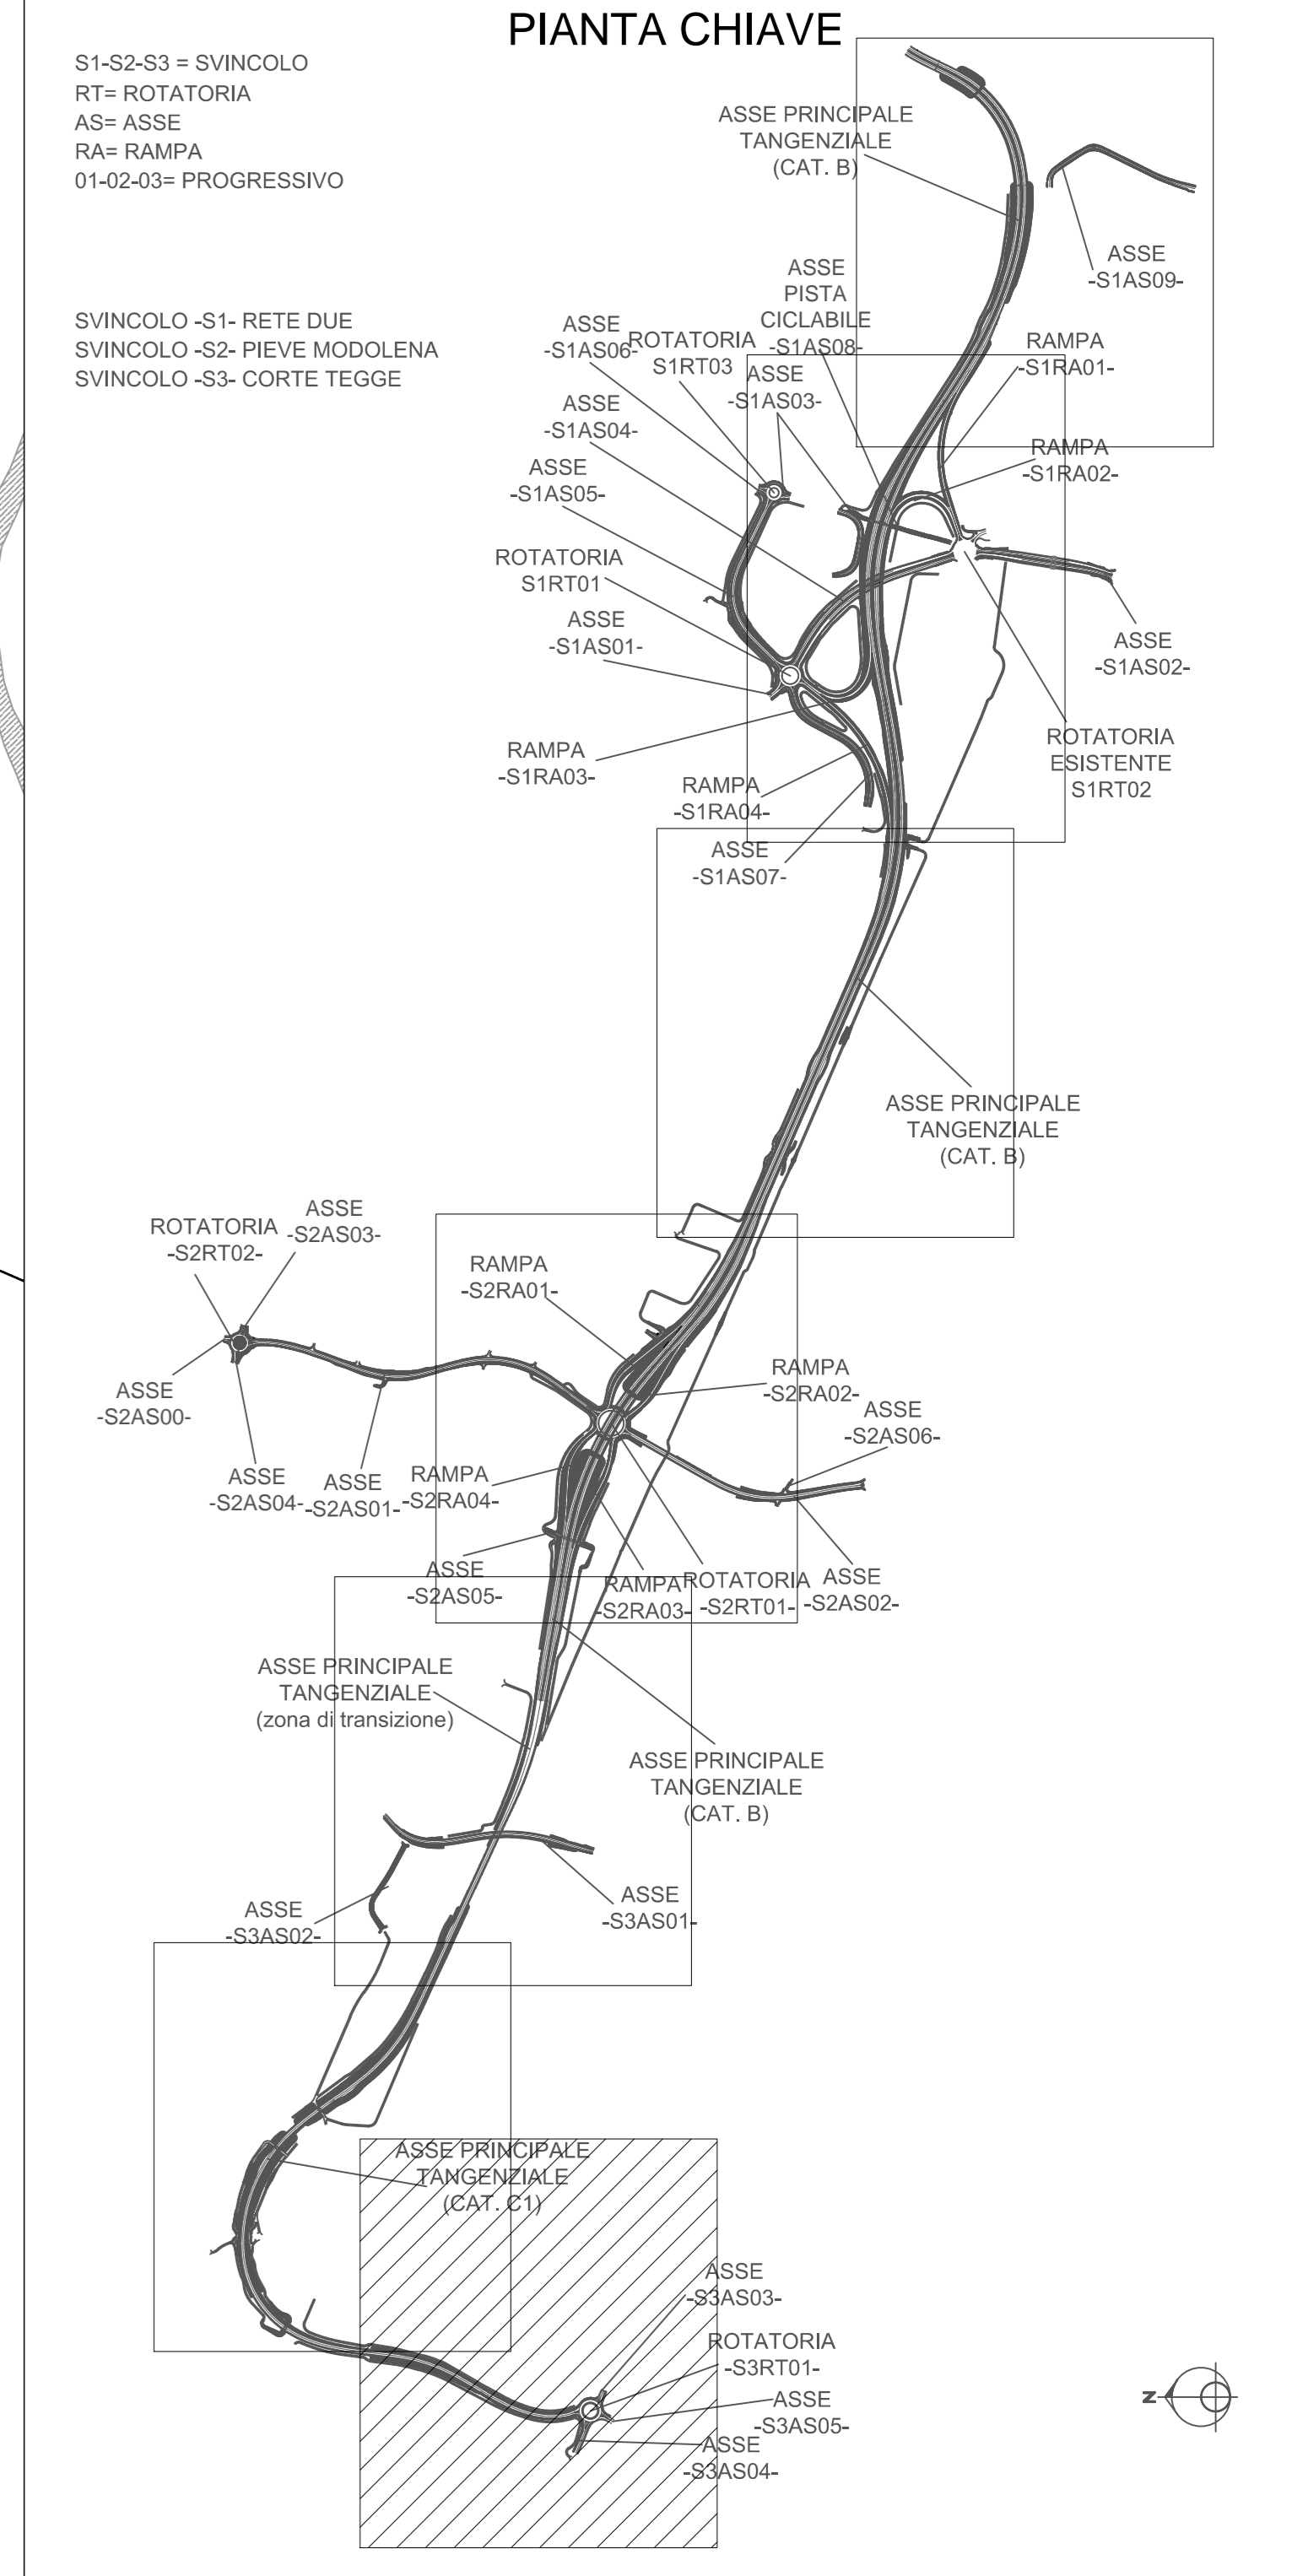 PIANTA CHIAVE
S1-S2-S3 = SVINCOLO
RT= ROTATORIA
AS= ASSE
RA= RAMPA
01-02-03= PROGRESSIVO
SVINCOLO -S1- RETE DUE
SVINCOLO -S2- PIEVE MODOLENA
SVINCOLO -S3- CORTE TEGGE
ASSE PRINCIPALE
TANGENZIALE
(CAT. B)
ASSE
-S1AS09-
ASSE
PISTA
CICLABILE
-S1AS08-
ASSE
-S1AS06-
ROTATORIA
S1RT03
ASSE
-S1AS03-
RAMPA
-S1RA01-
ASSE
-S1AS04-
RAMPA
-S1RA02-
ASSE
-S1AS05-
ROTATORIA
S1RT01
ASSE
-S1AS01-
ASSE
-S1AS02-
RAMPA
-S1RA03-
ROTATORIA
ESISTENTE
S1RT02
RAMPA
-S1RA04-
ASSE
-S1AS07-
ASSE PRINCIPALE
TANGENZIALE
(CAT. B)
ROTATORIA
-S2RT02-
ASSE
-S2AS03-
RAMPA
-S2RA01-
RAMPA
-S2RA02-
ASSE
-S2AS00-
ASSE
-S2AS06-
ASSE
-S2AS04-
ASSE
-S2AS01-
RAMPA
-S2RA04-
ASSE
-S2AS05-
RAMPA
-S2RA03-
ROTATORIA
-S2RT01-
ASSE
-S2AS02-
ASSE PRINCIPALE
TANGENZIALE
(zona di transizione)
ASSE PRINCIPALE
TANGENZIALE
(CAT. B)
ASSE
-S3AS01-
ASSE
-S3AS02-
ASSE PRINCIPALE
TANGENZIALE
(CAT. C1)
ASSE
-S3AS03-
ROTATORIA
-S3RT01-
ASSE
-S3AS05-
ASSE
-S3AS04-
N